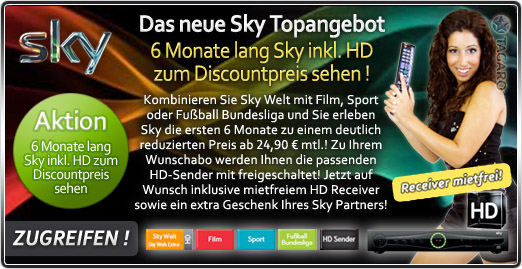 sky
Das neue Sky Topangebot
6 Monate lang Sky inkl. HD
zum Discountpreis sehen !
Aktion
6 Monate lang
Sky inkl. HD zum
Discountpreis
sehen
Kombinieren Sie Sky Welt mit Film, Sport
oder Fußball Bundesliga und Sie erleben
Sky die ersten 6 Monate zu einem deutlich
reduzierten Preis ab 24,90 € mtl.! Zu Ihrem
Wunschabo werden Ihnen die passenden
HD-Sender mit freigeschaltet! Jetzt auf
Wunsch inklusive mietfreiem HD Receiver
sowie ein extra Geschenk Ihres Sky Partners!
TACARO
Receiver mietfrei!
HD
ZUGREIFEN !
Sky Welt
Sky Welt Extra
HD
Film
Sport
Fußball
Bundesliga
HD Sender
sky